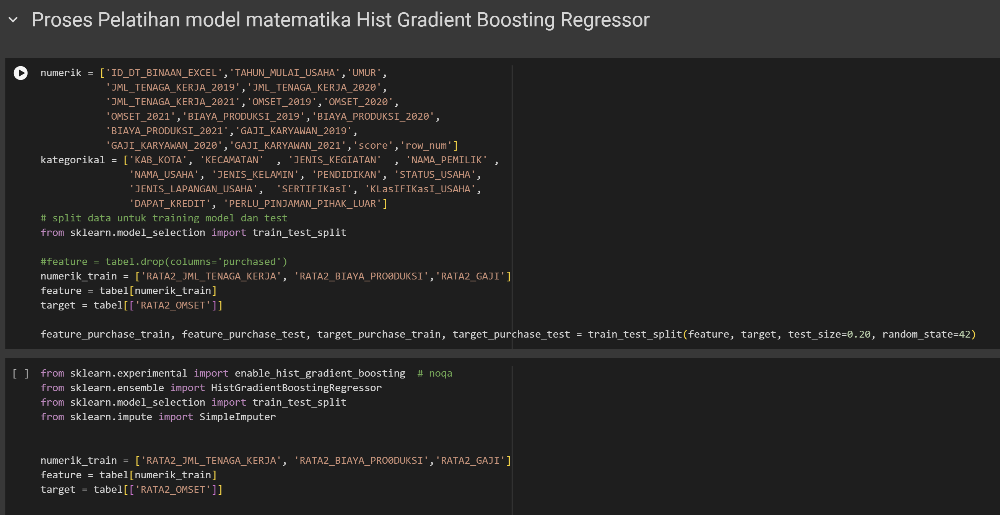 Proses Pelatihan model matematika Hist Gradient Boosting Regressor
numerik = ['ID_DT_BINAAN_EXCEL','TAHUN_MULAI_USAHA','UMUR',
'JML_TENAGA_KERJA_2019','JML_TENAGA_KERJA_2020',
'JML_TENAGA_KERJA_2021','OMSET_2019','OMSET_2020',
'OMSET_2021','BIAYA_PRODUKSI_2019','BIAYA_PRODUKSI_2020',
'BIAYA_PRODUKSI_2021','GAJI_KARYAWAN_2019',
'GAJI_KARYAWAN_2020','GAJI_KARYAWAN_2021','score','row_num']
kategorikal = ['KAB_KOTA', 'KECAMATAN'  , 'JENIS_KEGIATAN'  , 'NAMA_PEMILIK' ,
'NAMA_USAHA', 'JENIS_KELAMIN', 'PENDIDIKAN', 'STATUS_USAHA',
'JENIS_LAPANGAN_USAHA',  'SERTIFIKasI', 'KLasIFIKasI_USAHA',
'DAPAT_KREDIT', 'PERLU_PINJAMAN_PIHAK_LUAR']
# split data untuk training model dan test
from sklearn.model_selection import train_test_split
#feature = tabel.drop(columns='purchased')
numerik_train = ['RATA2_JML_TENAGA_KERJA', 'RATA2_BIAYA_PRO0DUKSI','RATA2_GAJI']
feature = tabel[numerik_train]
target = tabel[['RATA2_OMSET']]
feature_purchase_train, feature_purchase_test, target_purchase_train, target_purchase_test = train_test_split(feature, target, test_size=0.20, random_state=42)
[ ] from sklearn.experimental import enable_hist_gradient_boosting  # noqa
from sklearn.ensemble import HistGradientBoostingRegressor
from sklearn.model_selection import train_test_split
from sklearn.impute import SimpleImputer
numerik_train = ['RATA2_JML_TENAGA_KERJA', 'RATA2_BIAYA_PRO0DUKSI','RATA2_GAJI']
feature = tabel[numerik_train]
target = tabel[['RATA2_OMSET']]